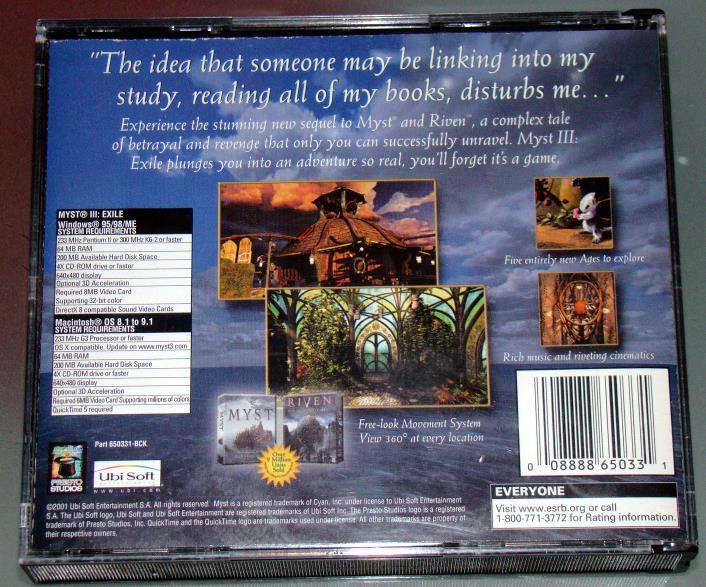 "The idea that someone may be linking into my
study, reading all of my books, disturbs me..."
Experience the stunning new sequel to Myst™ and Riven™, a complex tale
of betrayal and revenge that only you can successfully unravel. Myst III:
Exile plunges you into an adventure so real, you'll forget it's a game.
MYST® III: EXILE
Windows® 95/98/ME
SYSTEM REQUIREMENTS
233 MHz Pentium II or 300 MHz K6-2 or faster
64 MB RAM
200 MB Available Hard Disk Space
4X CD-ROM drive or faster
640x480 display
Optional 3D Acceleration
Required 8MB Video Card
Supporting 32-bit color
DirectX 8 compatible Sound Video Cards
Macintosh® OS 8.1 to 9.1
SYSTEM REQUIREMENTS
233 MHz G3 Processor or faster
OS X compatible. Update on www.myst3.com
64 MB RAM
200 MB Available Hard Disk Space
4X CD-ROM drive or faster
640x480 display
Optional 3D Acceleration
Required 6MB Video Card Supporting millions of colors
QuickTime 5 required
Five entirely new Ages to explore
Rich music and riveting cinematics
MYST
RIVEN
Over
9 Million
Units
Sold
Free-look Movement System
View 360° at every location
Part 650331-BCK
PRESTO
STUDIOS
Ubi Soft
www.ubi.com
0 08888 65033 1
EVERYONE
Visit www.esrb.org or call
1-800-771-3772 for Rating information.
©2001 Ubi Soft Entertainment S.A. All rights reserved. Myst is a registered trademark of Cyan, Inc. under license to Ubi Soft Entertainment
S.A. The Ubi Soft logo, Ubi Soft and Ubi Soft Entertainment are registered trademarks of Ubi Soft Inc. The Presto Studios logo is a registered
trademark of Presto Studios, Inc. QuickTime and the QuickTime logo are trademarks used under license. All other trademarks are property of
their respective owners.